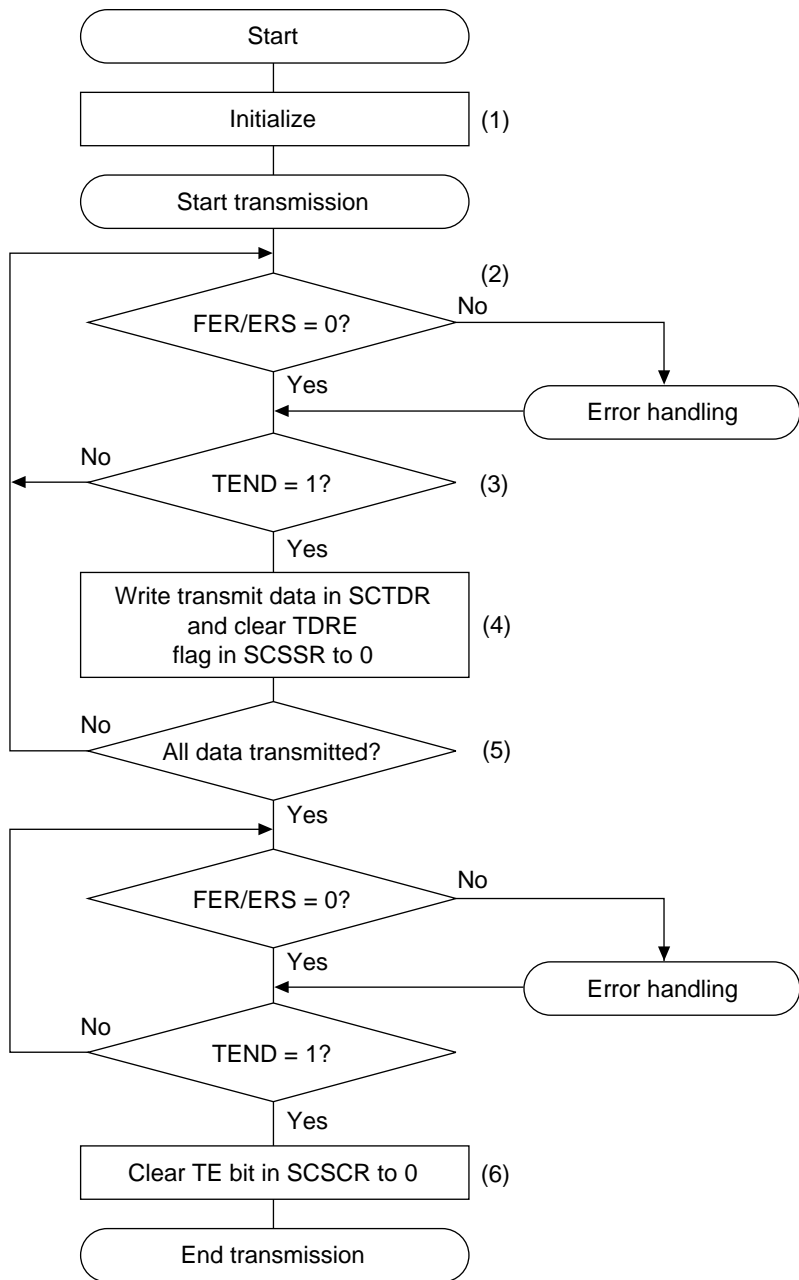 Start
Initialize
(1)
Start transmission
(2)
FER/ERS = 0?
No
Yes
Error handling
No
TEND = 1?
(3)
Yes
Write transmit data in SCTDR
and clear TDRE
flag in SCSSR to 0
(4)
No
All data transmitted?
(5)
Yes
FER/ERS = 0?
No
Yes
Error handling
No
TEND = 1?
Yes
Clear TE bit in SCSCR to 0
(6)
End transmission